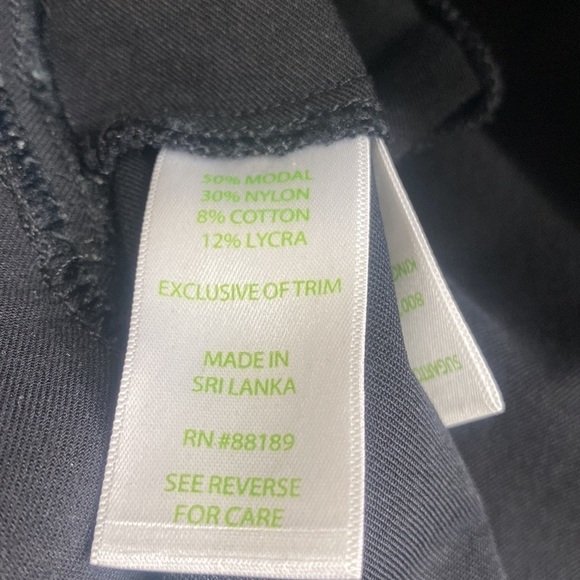 50% MODAL
30% NYLON
8% COTTON
12% LYCRA
EXCLUSIVE OF TRIM
MADE IN
SRI LANKA
RN #88189
SEE REVERSE
FOR CARE
800